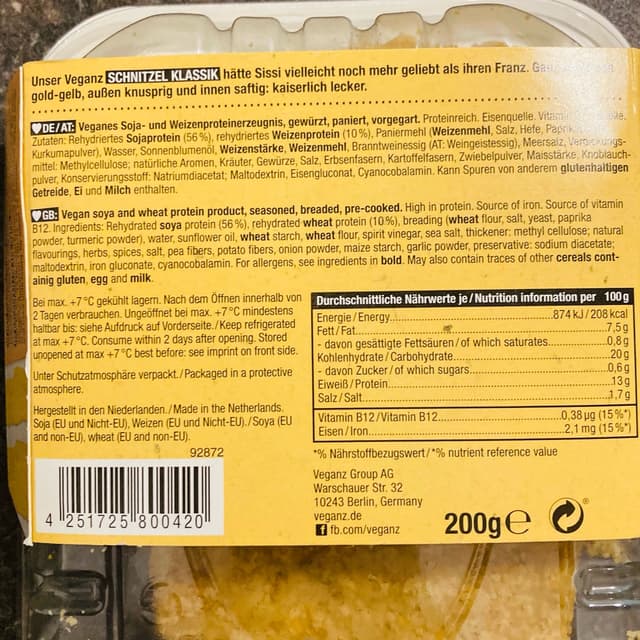 Unser Veganz SCHNITZEL KLASSIK hätte Sissi vielleicht noch mehr geliebt als ihren Franz.
gold-gelb, außen knusprig und innen saftig: kaiserlich lecker.
DE/AT: Veganes Soja- und Weizenproteinerzeugnis, gewürzt, paniert, vorgegart. Proteinreich. Eisenquelle.
Zutaten: Rehydriertes Sojaprotein (56%), rehydriertes Weizenprotein (10%), Paniermehl (Weizenmehl, Salz, Hefe,
Kurkumapulver), Wasser, Sonnenblumenöl, Weizenstärke, Weizenmehl, Branntweinessig (AT: Weingeistessig), Meersalz, Verdickungs-
mittel: Methylcellulose; natürliche Aromen, Kräuter, Gewürze, Salz, Erbsenfasern, Kartoffelfasern, Zwiebelpulver, Maisstärke, Knoblauch-
pulver, Konservierungsstoff: Natriumdiacetat; Maltodextrin, Eisengluconat, Cyanocobalamin. Kann Spuren von anderem glutenhaltigen
Getreide, Ei und Milch enthalten.
GB: Vegan soya and wheat protein product, seasoned, breaded, pre-cooked. High in protein. Source of iron. Source of vitamin
B12. Ingredients: Rehydrated soya protein (56%), rehydrated wheat protein (10%), breading (wheat flour, salt, yeast, paprika
powder, turmeric powder), water, sunflower oil, wheat starch, wheat flour, spirit vinegar, sea salt, thickener: methyl cellulose; natural
flavourings, herbs, spices, salt, pea fibers, potato fibers, onion powder, maize starch, garlic powder, preservative: sodium diacetate;
maltodextrin, iron gluconate, cyanocobalamin. For allergens, see ingredients in bold. May also contain traces of other cereals cont-
ainig gluten, egg and milk.
Bei max. +7°C gekühlt lagern. Nach dem Öffnen innerhalb von
2 Tagen verbrauchen. Ungeöffnet bei max. +7°C mindestens
haltbar bis: siehe Aufdruck auf Vorderseite./Keep refrigerated
at max +7°C. Consume within 2 days after opening. Stored
unopened at max +7°C best before: see imprint on front side.
Unter Schutzatmosphäre verpackt./Packaged in a protective
atmosphere.
Hergestellt in den Niederlanden./Made in the Netherlands.
Soja (EU und Nicht-EU), Weizen (EU und Nicht-EU)./Soya (EU
and non-EU), wheat (EU and non-EU).
92872
4 251725 800420
Durchschnittliche Nährwerte je/Nutrition information per 100g
Energie/Energy...874 kJ/208 kcal
Fett/Fat...7,5g
- davon gesättigte Fettsäuren/of which saturates...0,8g
Kohlenhydrate/Carbohydrate...20g
- davon Zucker/of which sugars...0,6g
Eiweiß/Protein...13g
Salz/Salt...1,7g
Vitamin B12/Vitamin B12...0,38 µg (15%*)
Eisen/Iron...2,1 mg (15%*)
*% Nährstoffbezugswert/*% nutrient reference value
Veganz Group AG
Warschauer Str. 32
10243 Berlin, Germany
veganz.de
f fb.com/veganz
200g e